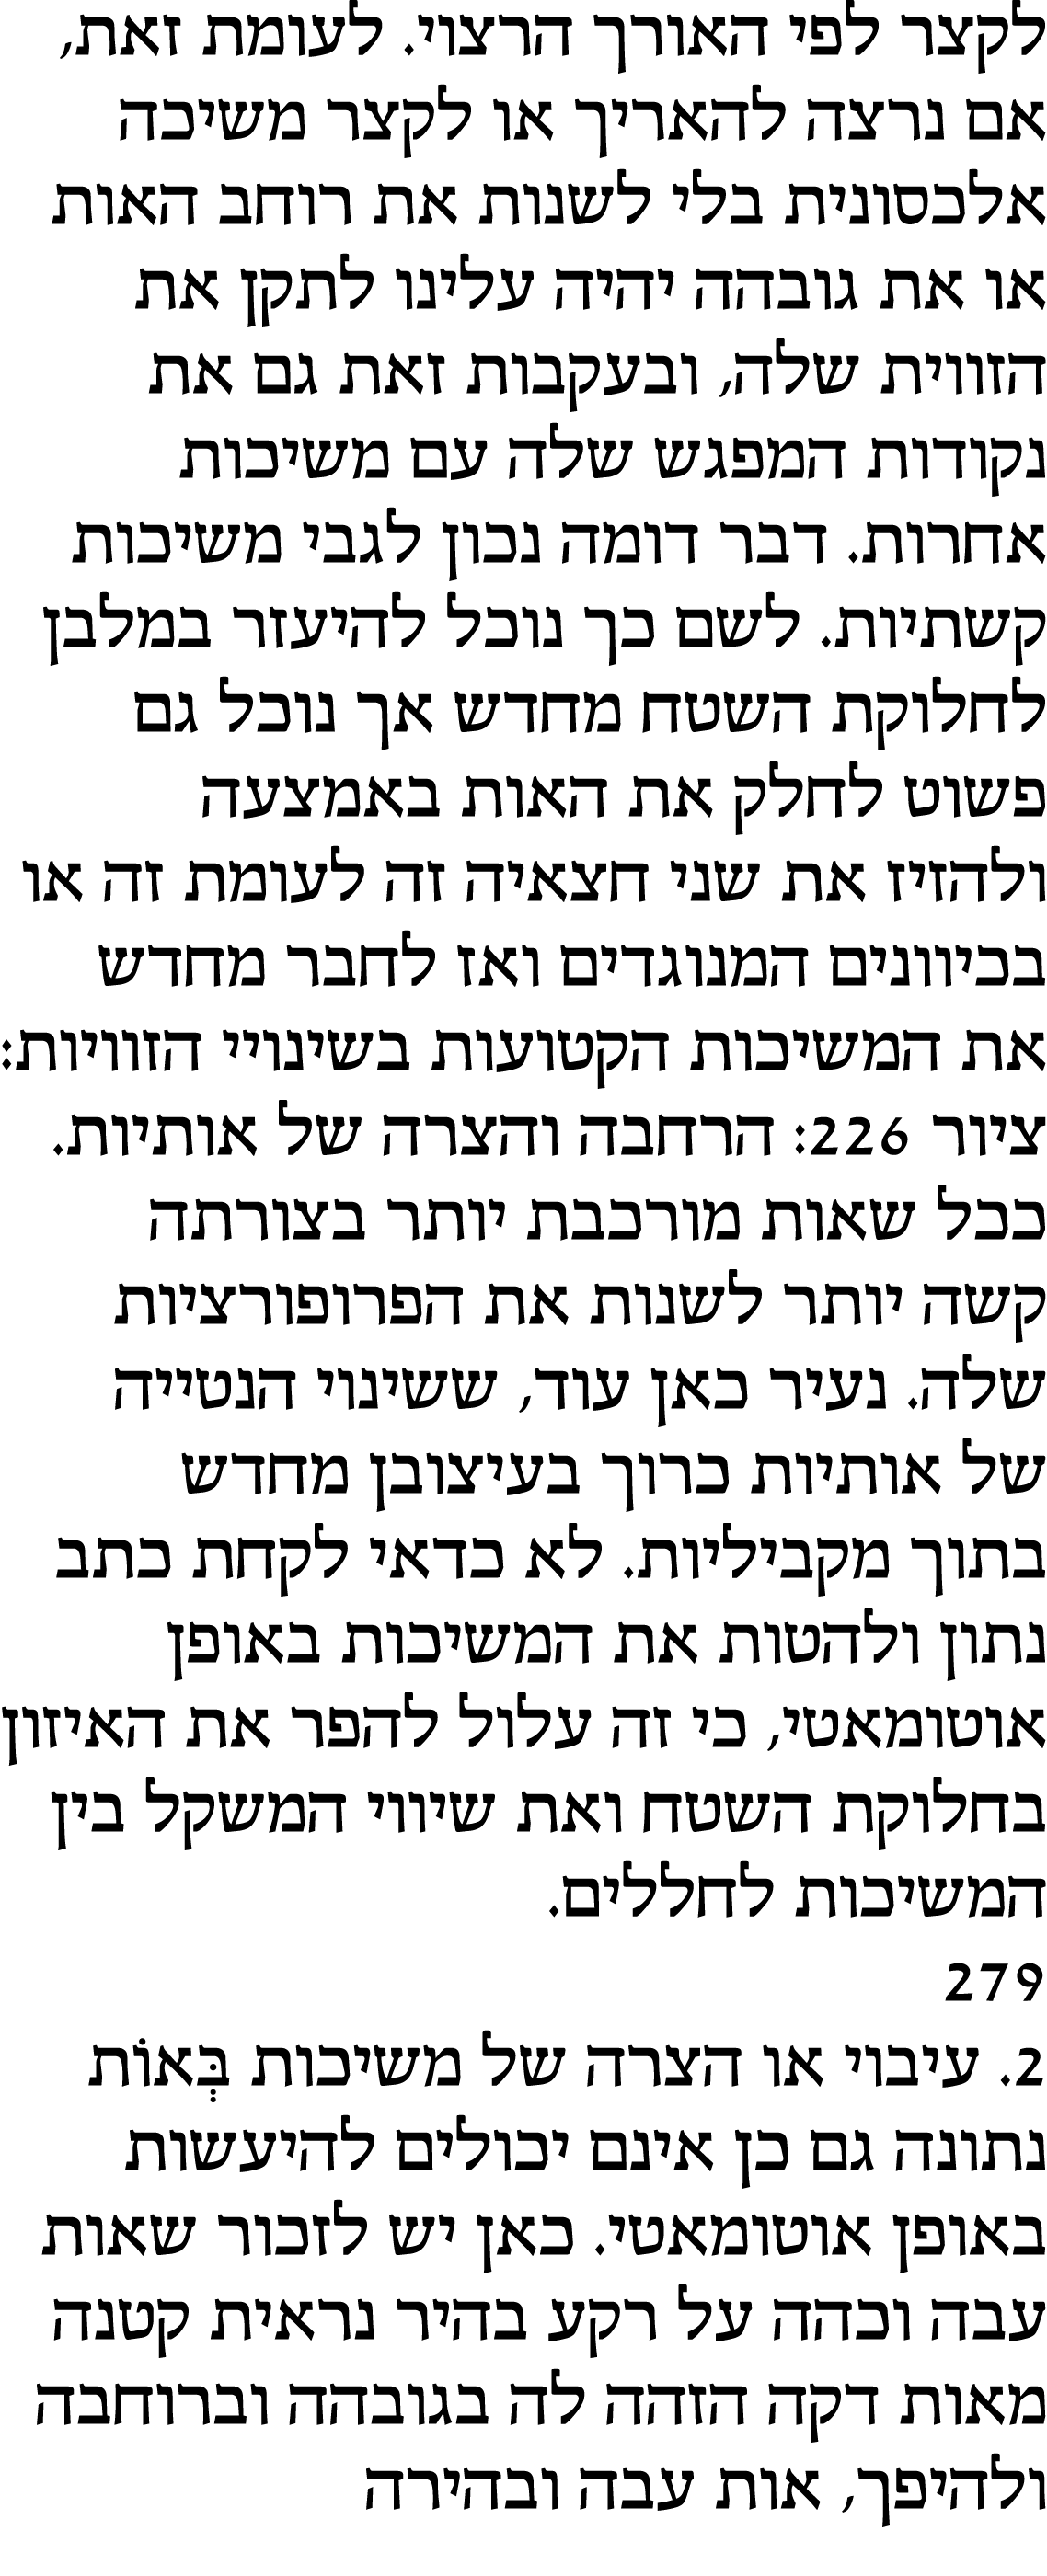 לקצר לפי האורך הרצוי. לעומת זאת,
אם נרצה להאריך או לקצר משיכה
אלכסונית בלי לשנות את רוחב האות
או את גובהה יהיה עלינו לתקן את
הזווית שלה, ובעקבות זאת גם את
נקודות המפגש שלה עם משיכות
אחרות. דבר דומה נכון לגבי משיכות
קשתיות. לשם כך נוכל להיעזר במלבן
לחלוקת השטח מחדש אך נוכל גם
פשוט לחלק את האות באמצעה
ולהזיז את שני חצאיה זה לעומת זה או
בכיוונים המנוגדים ואז לחבר מחדש
את המשיכות הקטועות בשינויי הזוויות:
ציור 226: הרחבה והצרה של אותיות.
ככל שאות מורכבת יותר בצורתה
קשה יותר לשנות את הפרופורציות
שלה. נעיר כאן עוד, ששינוי הנטייה
של אותיות כרוך בעיצובן מחדש
בתוך מקביליות. לא כדאי לקחת כתב
נתון ולהטות את המשיכות באופן
אוטומאטי, כי זה עלול להפר את האיזון
בחלוקת השטח ואת שיווי המשקל בין
המשיכות לחללים.
279
2. עיבוי או הצרה של משיכות בְּאוֹת
נתונה גם כן אינם יכולים להיעשות
באופן אוטומאטי. כאן יש לזכור שאות
עבה וכהה על רקע בהיר נראית קטנה
מאות דקה הזהה לה בגובהה וברוחבה
ולהיפך, אות עבה ובהירה